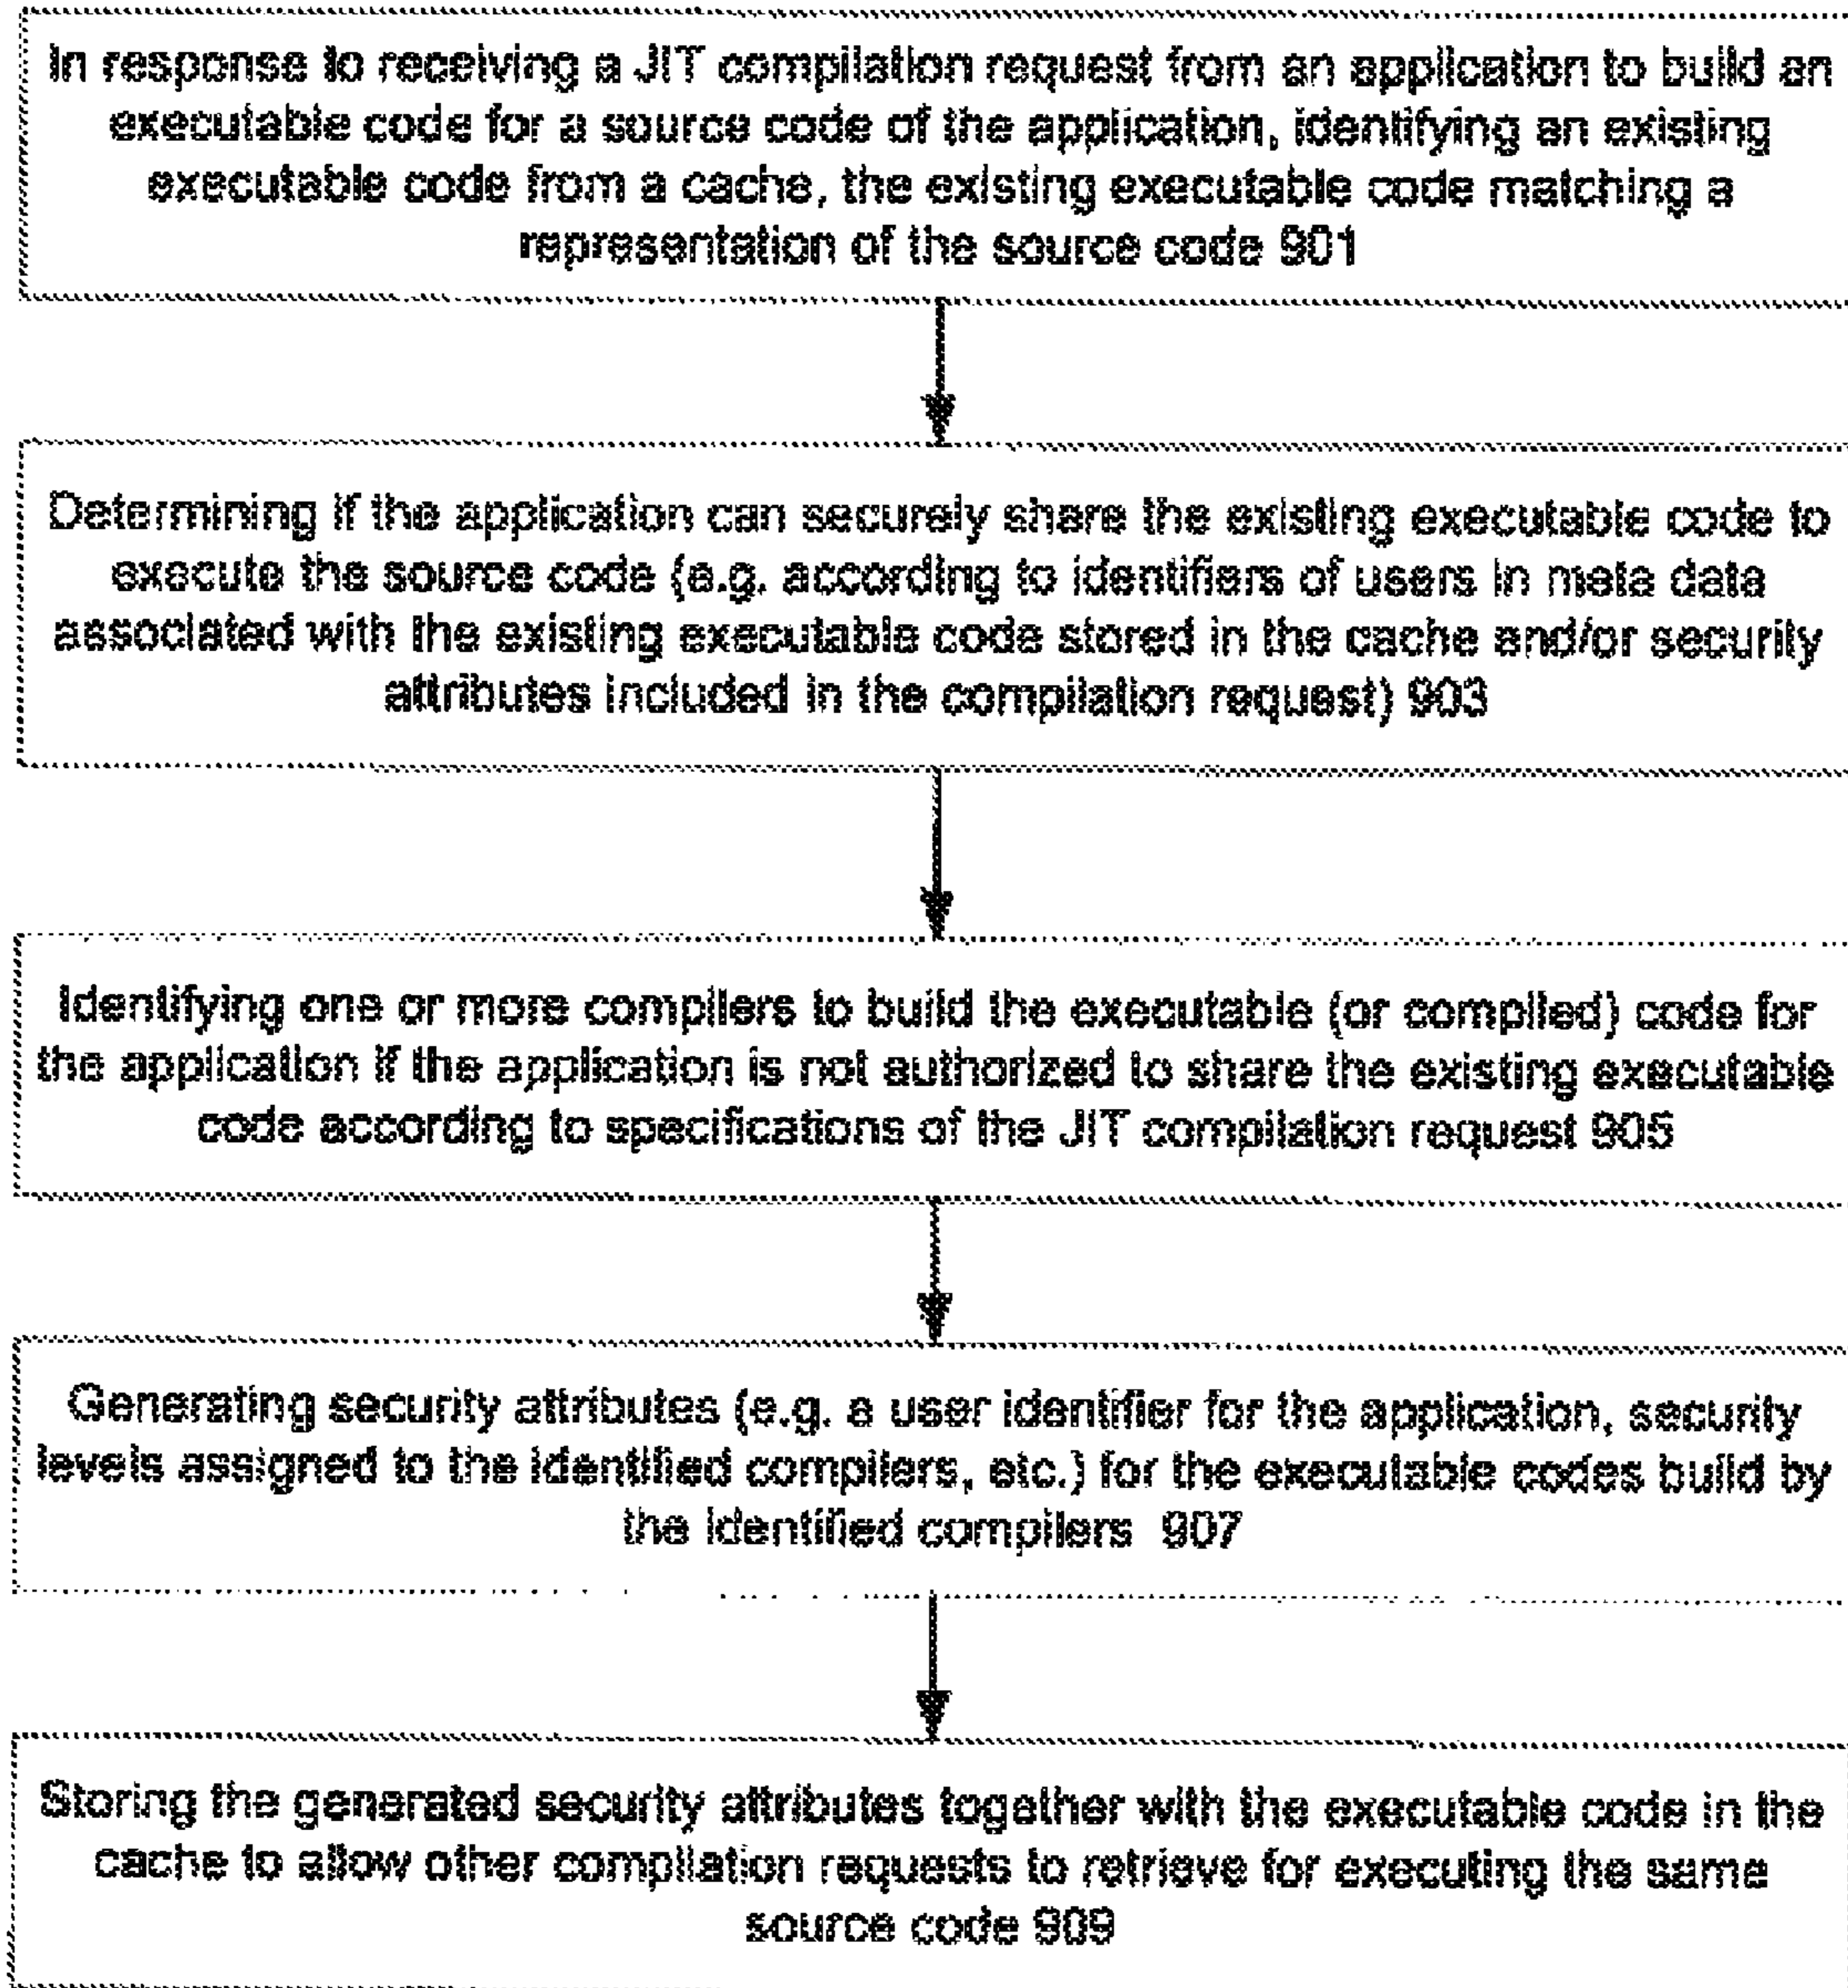 In response to receiving a JIT compilation request from an application to build an
executable code for a source code of the application, identifying an existing
executable code from a cache, the existing executable code matching a
representation of the source code 901
Determining if the application can securely share the existing executable code to
execute the source code (e.g. according to identifiers of users in meta data
associated with the existing executable code stored in the cache and/or security
attributes included in the compilation request) 903
Identifying one or more compilers to build the executable (or compiled) code for
the application if the application is not authorized to share the existing executable
code according to specifications of the JIT compilation request 905
Generating security attributes (e.g. a user identifier for the application, security
levels assigned to the identified compilers, etc.) for the executable codes build by
the identified compilers 907
Storing the generated security attributes together with the executable code in the
cache to allow other compilation requests to retrieve for executing the same
source code 909